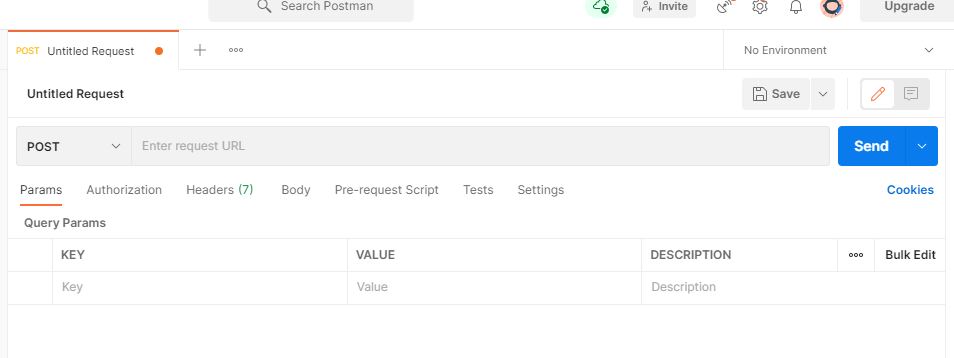 Search Postman
Invite
Upgrade
POST Untitled Request
No Environment
Untitled Request
Save
POST
Enter request URL
Send
Params Authorization Headers (7) Body Pre-request Script Tests Settings
Cookies
Query Params
KEY VALUE DESCRIPTION
Bulk Edit
Key Value Description